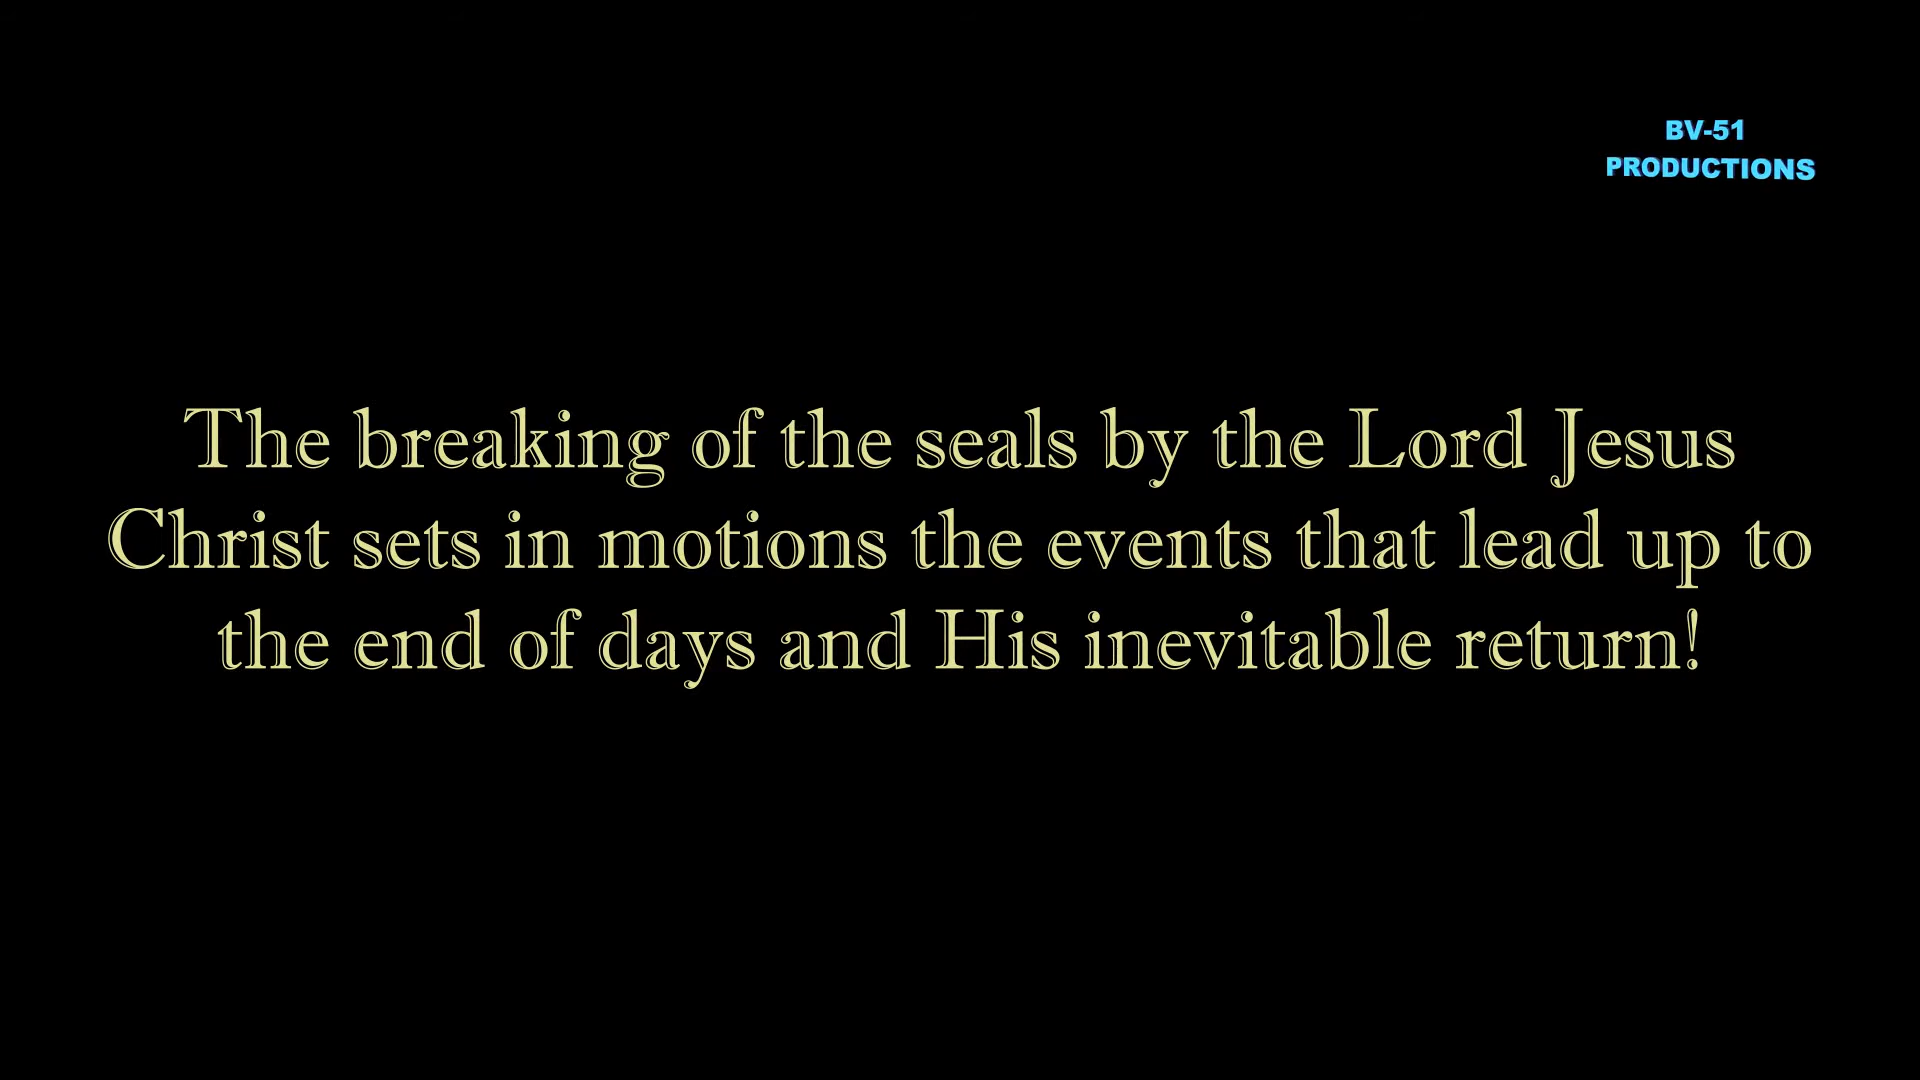 BV-51
PRODUCTIONS
The breaking of the seals by the Lord Jesus
Christ sets in motions the events that lead up to
the end of days and His inevitable return!